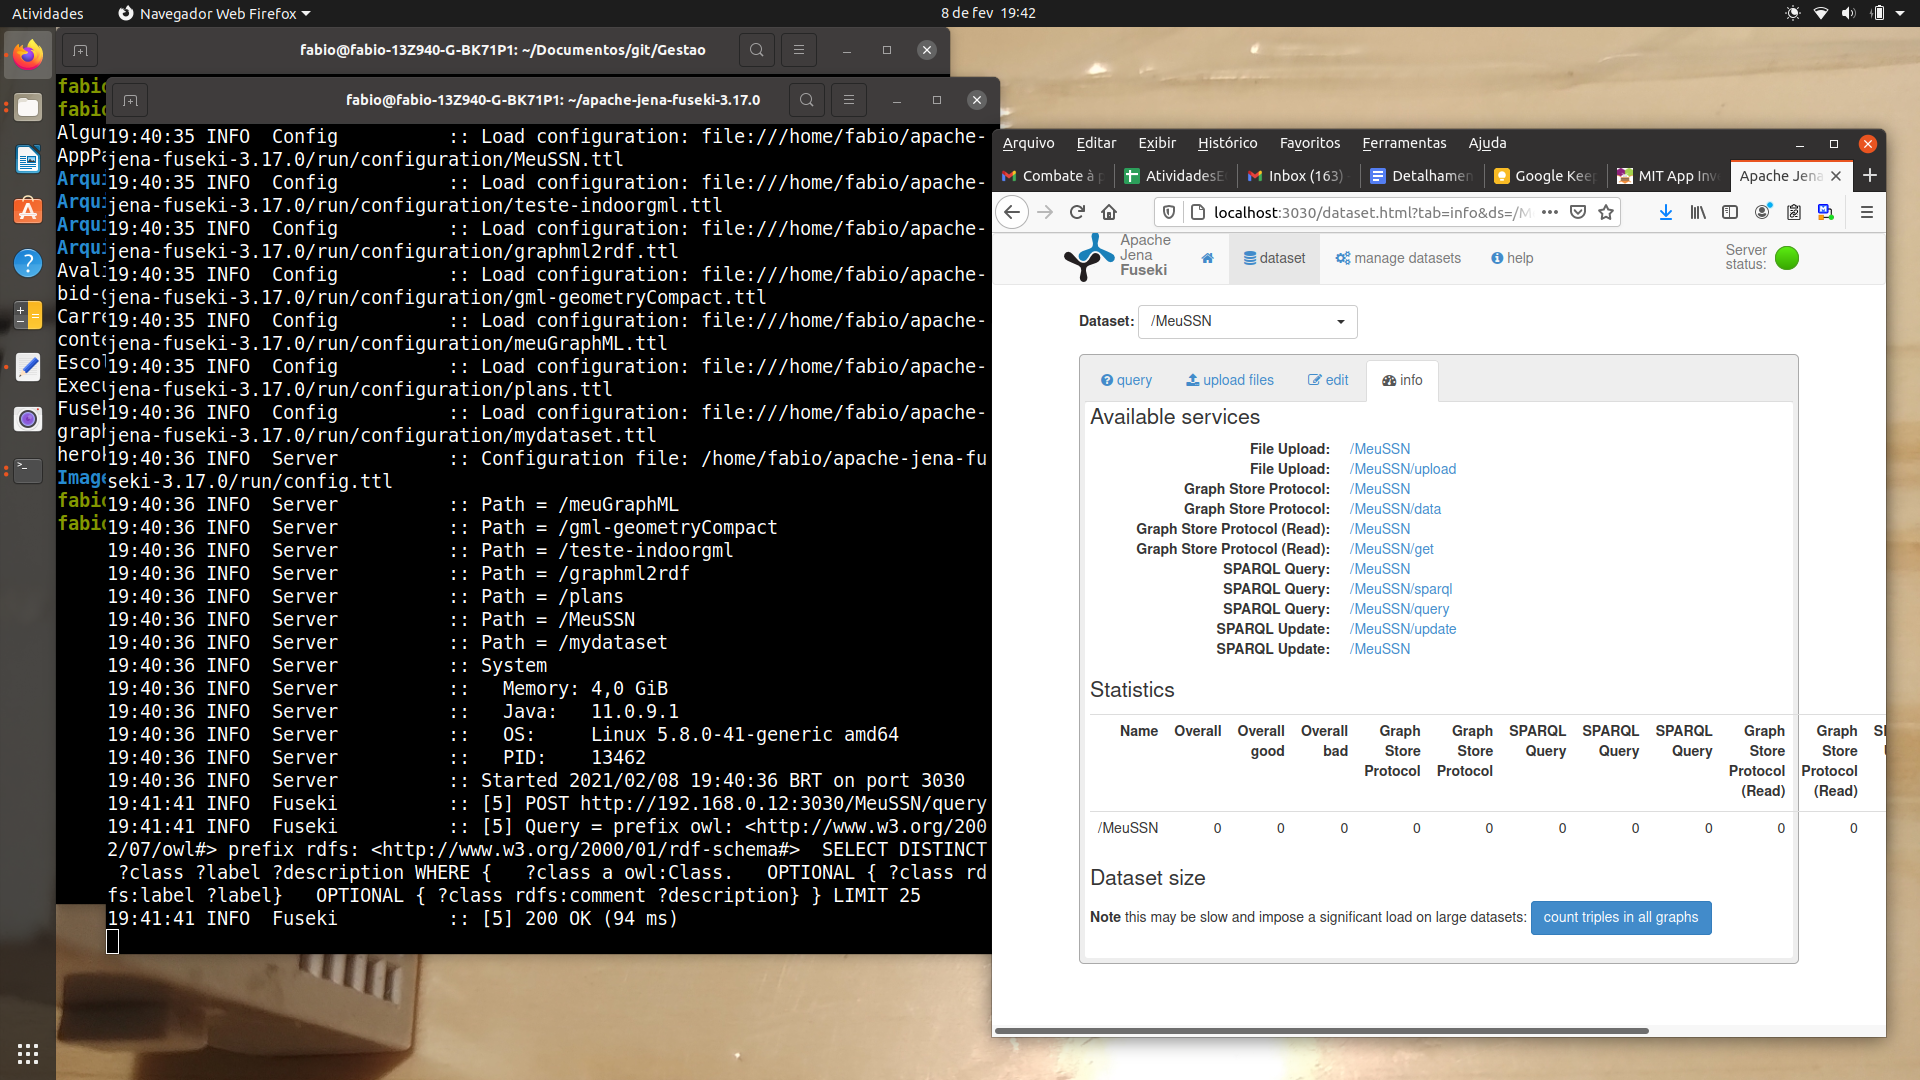 Atividades
Navegador Web Firefox
8 de fev 19:42
fabio@fabio-13Z940-G-BK71P1: ~/Documentos/git/Gestao
fabio@fabio-13Z940-G-BK71P1: ~/apache-jena-fuseki-3.17.0
19:40:35 INFO Config :: Load configuration: file:///home/fabio/apache-
jena-fuseki-3.17.0/run/configuration/MeuSSN.ttl
19:40:35 INFO Config :: Load configuration: file:///home/fabio/apache-
jena-fuseki-3.17.0/run/configuration/teste-indoorgml.ttl
19:40:35 INFO Config :: Load configuration: file:///home/fabio/apache-
jena-fuseki-3.17.0/run/configuration/graphml2rdf.ttl
19:40:35 INFO Config :: Load configuration: file:///home/fabio/apache-
jena-fuseki-3.17.0/run/configuration/gml-geometryCompact.ttl
19:40:35 INFO Config :: Load configuration: file:///home/fabio/apache-
jena-fuseki-3.17.0/run/configuration/meuGraphML.ttl
19:40:35 INFO Config :: Load configuration: file:///home/fabio/apache-
jena-fuseki-3.17.0/run/configuration/plans.ttl
19:40:36 INFO Config :: Load configuration: file:///home/fabio/apache-
jena-fuseki-3.17.0/run/configuration/mydataset.ttl
19:40:36 INFO Server :: Configuration file: /home/fabio/apache-jena-fu
seki-3.17.0/run/config.ttl
19:40:36 INFO Server :: Path = /meuGraphML
19:40:36 INFO Server :: Path = /gml-geometryCompact
19:40:36 INFO Server :: Path = /teste-indoorgml
19:40:36 INFO Server :: Path = /graphml2rdf
19:40:36 INFO Server :: Path = /plans
19:40:36 INFO Server :: Path = /MeuSSN
19:40:36 INFO Server :: Path = /mydataset
19:40:36 INFO Server :: System
19:40:36 INFO Server :: Memory: 4,0 GiB
19:40:36 INFO Server :: Java: 11.0.9.1
19:40:36 INFO Server :: OS: Linux 5.8.0-41-generic amd64
19:40:36 INFO Server :: PID: 13462
19:40:36 INFO Server :: Started 2021/02/08 19:40:36 BRT on port 3030
19:41:41 INFO Fuseki :: [5] POST http://192.168.0.12:3030/MeuSSN/query
19:41:41 INFO Fuseki :: [5] Query = prefix owl: <http://www.w3.org/200
2/07/owl#> prefix rdfs: <http://www.w3.org/2000/01/rdf-schema#> SELECT DISTINCT
?class ?label ?description WHERE { ?class a owl:Class. OPTIONAL { ?class rd
fs:label ?label} OPTIONAL { ?class rdfs:comment ?description} } LIMIT 25
19:41:41 INFO Fuseki :: [5] 200 OK (94 ms)
Arquivo Editar Exibir Histórico Favoritos Ferramentas Ajuda
Combate à AtividadesE Inbox (163) Detalhamen Google Keep MIT App Inv Apache Jena
localhost:3030/dataset.html?tab=info&ds=/M
Apache
Jena
Fuseki
dataset manage datasets help
Server
status:
Dataset: /MeuSSN
query upload files edit info
Available services
File Upload: /MeuSSN
File Upload: /MeuSSN/upload
Graph Store Protocol: /MeuSSN
Graph Store Protocol: /MeuSSN/data
Graph Store Protocol (Read): /MeuSSN
Graph Store Protocol (Read): /MeuSSN/get
SPARQL Query: /MeuSSN
SPARQL Query: /MeuSSN/sparql
SPARQL Query: /MeuSSN/query
SPARQL Update: /MeuSSN/update
SPARQL Update: /MeuSSN
Statistics
Name Overall Overall Overall Graph Graph SPARQL SPARQL SPARQL Graph Graph
good bad Store Store Query Query Query Store Store
Protocol Protocol Protocol Protocol
(Read) (Read)
/MeuSSN 0 0 0 0 0 0 0 0 0 0
Dataset size
Note this may be slow and impose a significant load on large datasets: count triples in all graphs